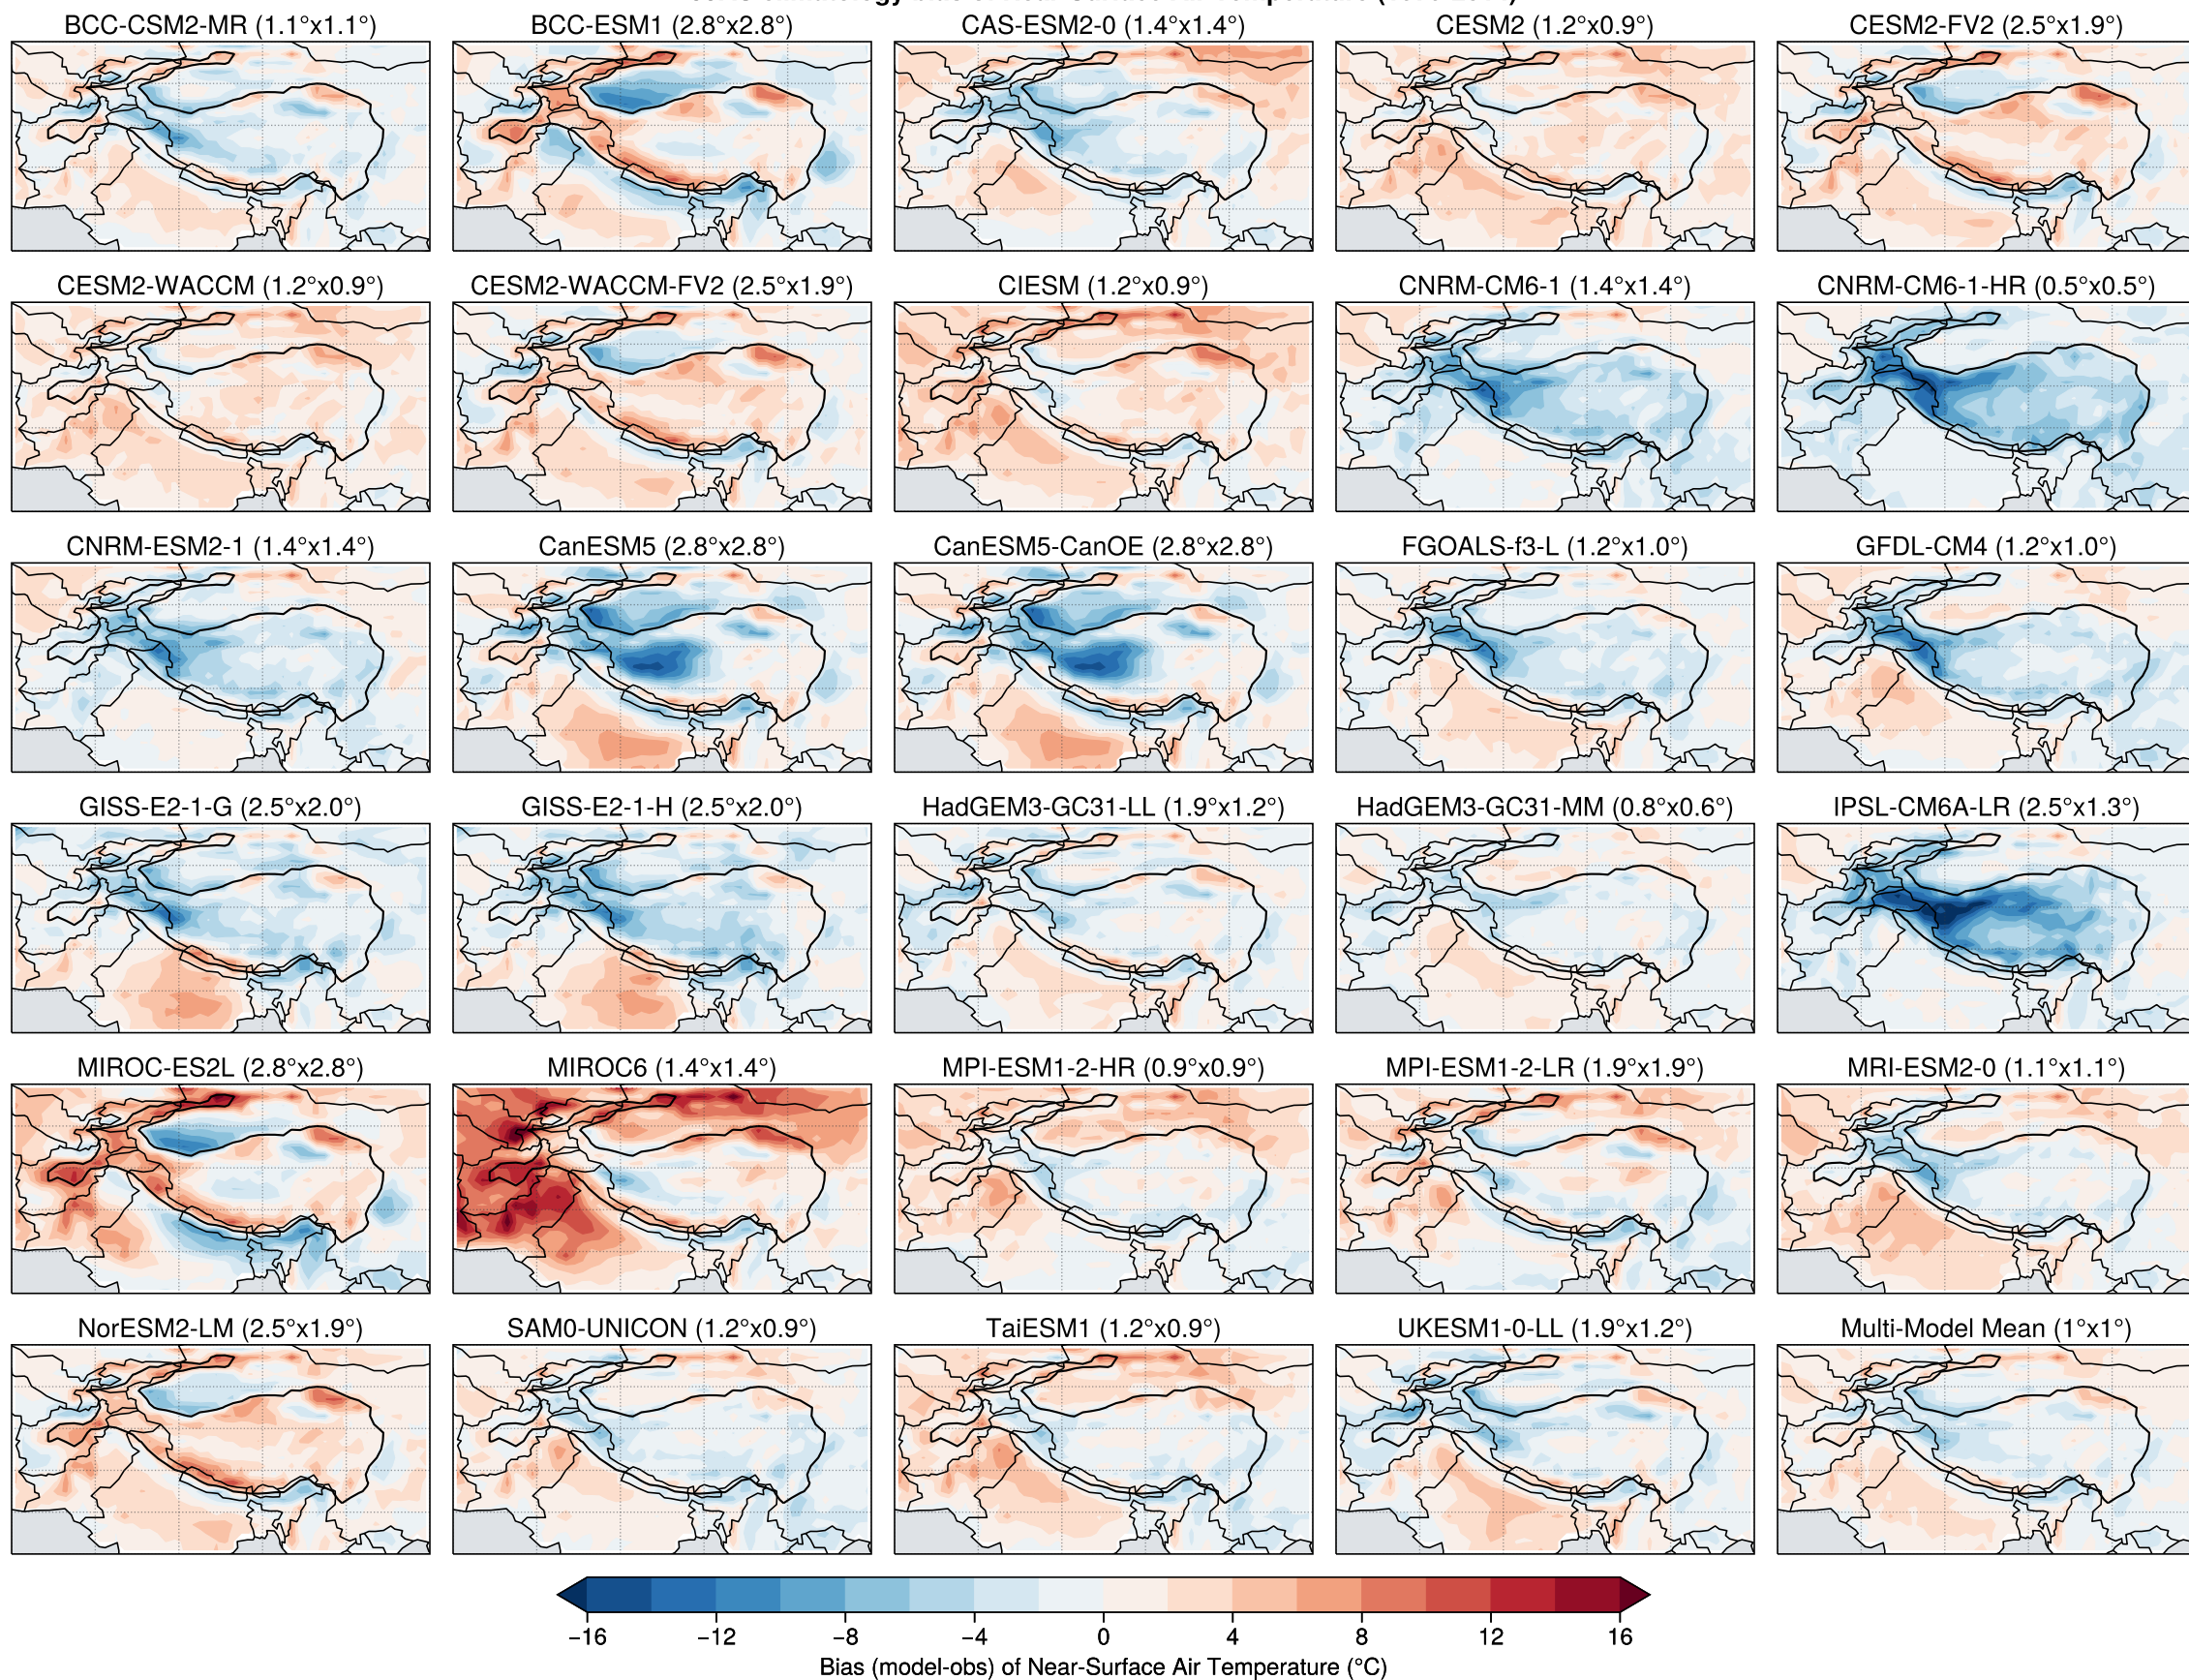 BCC-CSM2-MR (1.1°x1.1°) BCC-ESM1 (2.8°x2.8°) CAS-ESM2-0 (1.4°x1.4°) CESM2 (1.2°x0.9°) CESM2-FV2 (2.5°x1.9°)
CESM2-WACCM (1.2°x0.9°) CESM2-WACCM-FV2 (2.5°x1.9°) CIESM (1.2°x0.9°) CNRM-CM6-1 (1.4°x1.4°) CNRM-CM6-1-HR (0.5°x0.5°)
CNRM-ESM2-1 (1.4°x1.4°) CanESM5 (2.8°x2.8°) CanESM5-CanOE (2.8°x2.8°) FGOALS-f3-L (1.2°x1.0°) GFDL-CM4 (1.2°x1.0°)
GISS-E2-1-G (2.5°x2.0°) GISS-E2-1-H (2.5°x2.0°) HadGEM3-GC31-LL (1.9°x1.2°) HadGEM3-GC31-MM (0.8°x0.6°) IPSL-CM6A-LR (2.5°x1.3°)
MIROC-ES2L (2.8°x2.8°) MIROC6 (1.4°x1.4°) MPI-ESM1-2-HR (0.9°x0.9°) MPI-ESM1-2-LR (1.9°x1.9°) MRI-ESM2-0 (1.1°x1.1°)
NorESM2-LM (2.5°x1.9°) SAM0-UNICON (1.2°x0.9°) TaiESM1 (1.2°x0.9°) UKESM1-0-LL (1.9°x1.2°) Multi-Model Mean (1°x1°)
−16 −12 −8 −4 0 4 8 12 16
Bias (model-obs) of Near-Surface Air Temperature (°C)